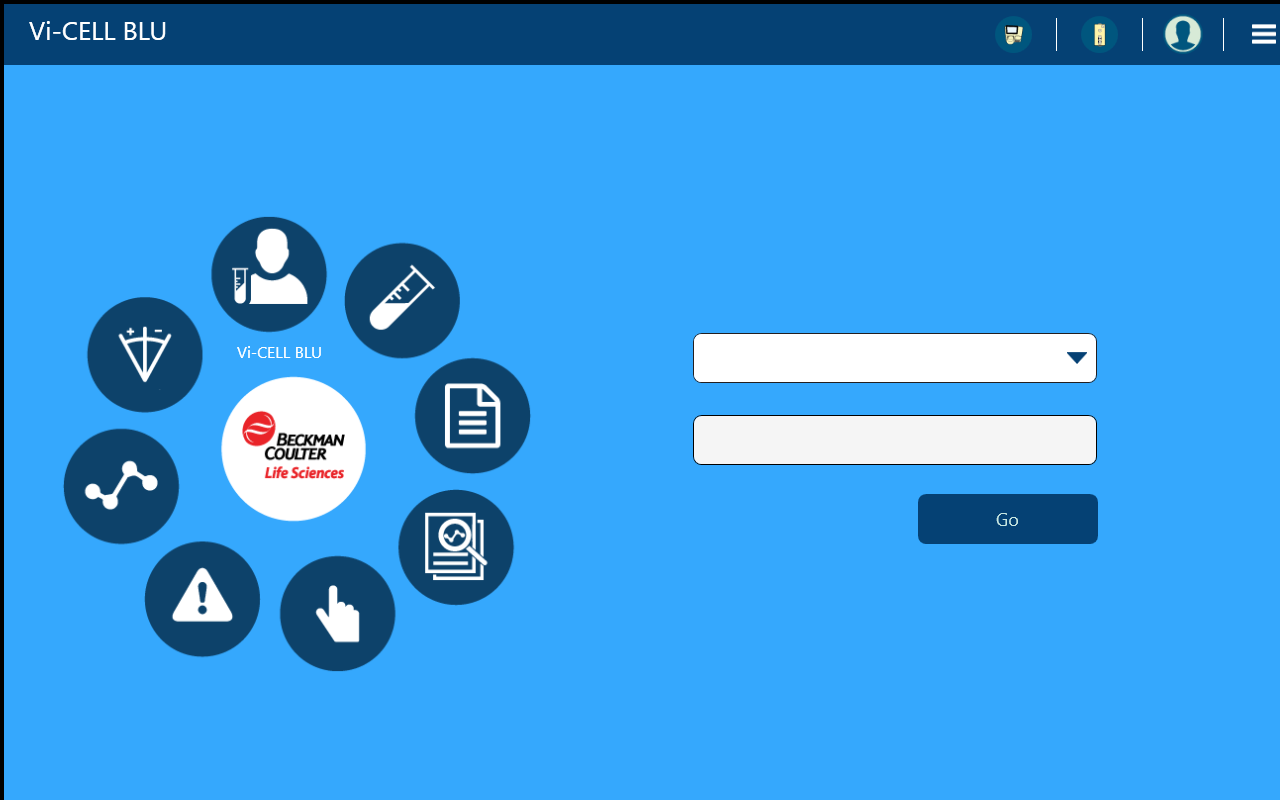 Vi-CELL BLU
Vi-CELL BLU
BECKMAN
COULTER
Life Sciences
Go